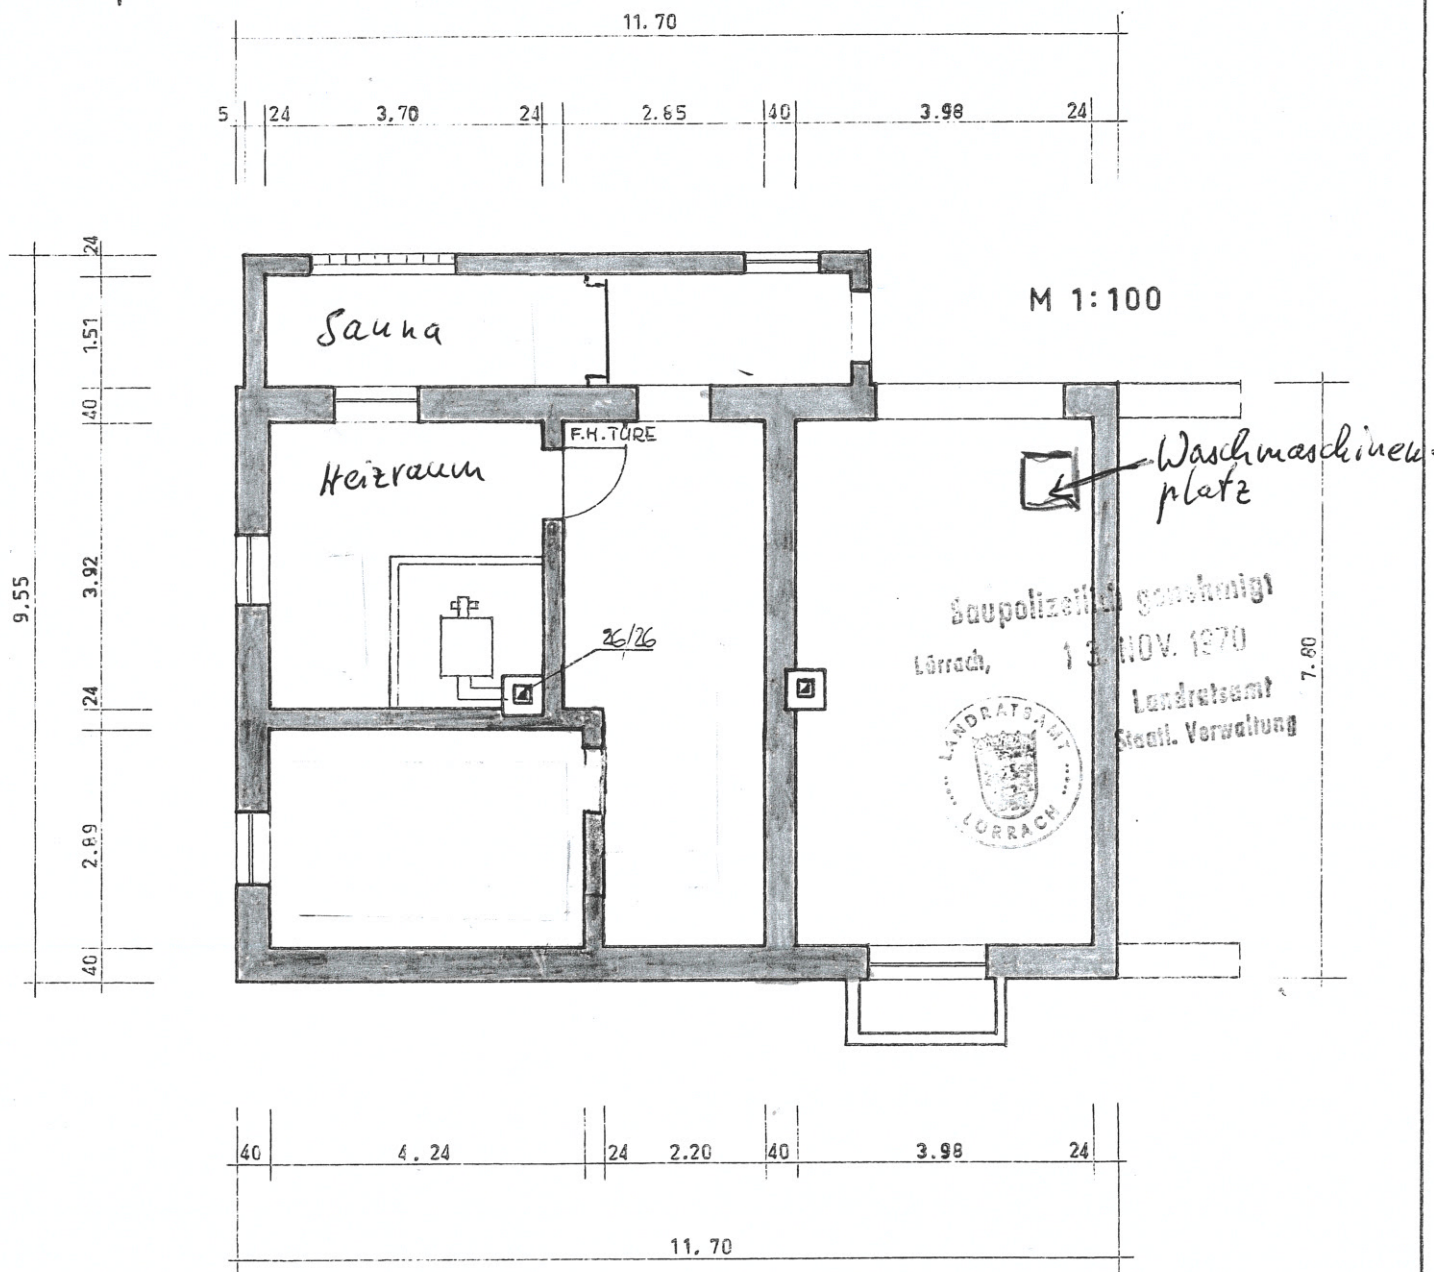 11.70
5 24 3.70 24 2.65 40 3.98 24
24
1.51
40
3.92
24
2.89
40
9.55
M 1:100
Sauna
F.H.TÜRE
Heizraum
Waschmaschinen-
platz
26/26
Baupolizeilich genehmigt
Lörrach, 13. NOV. 1970
Landratsamt
Staatl. Verwaltung
LANDRATSAMT
LÖRRACH
7.80
40 4.24 24 2.20 40 3.98 24
11.70